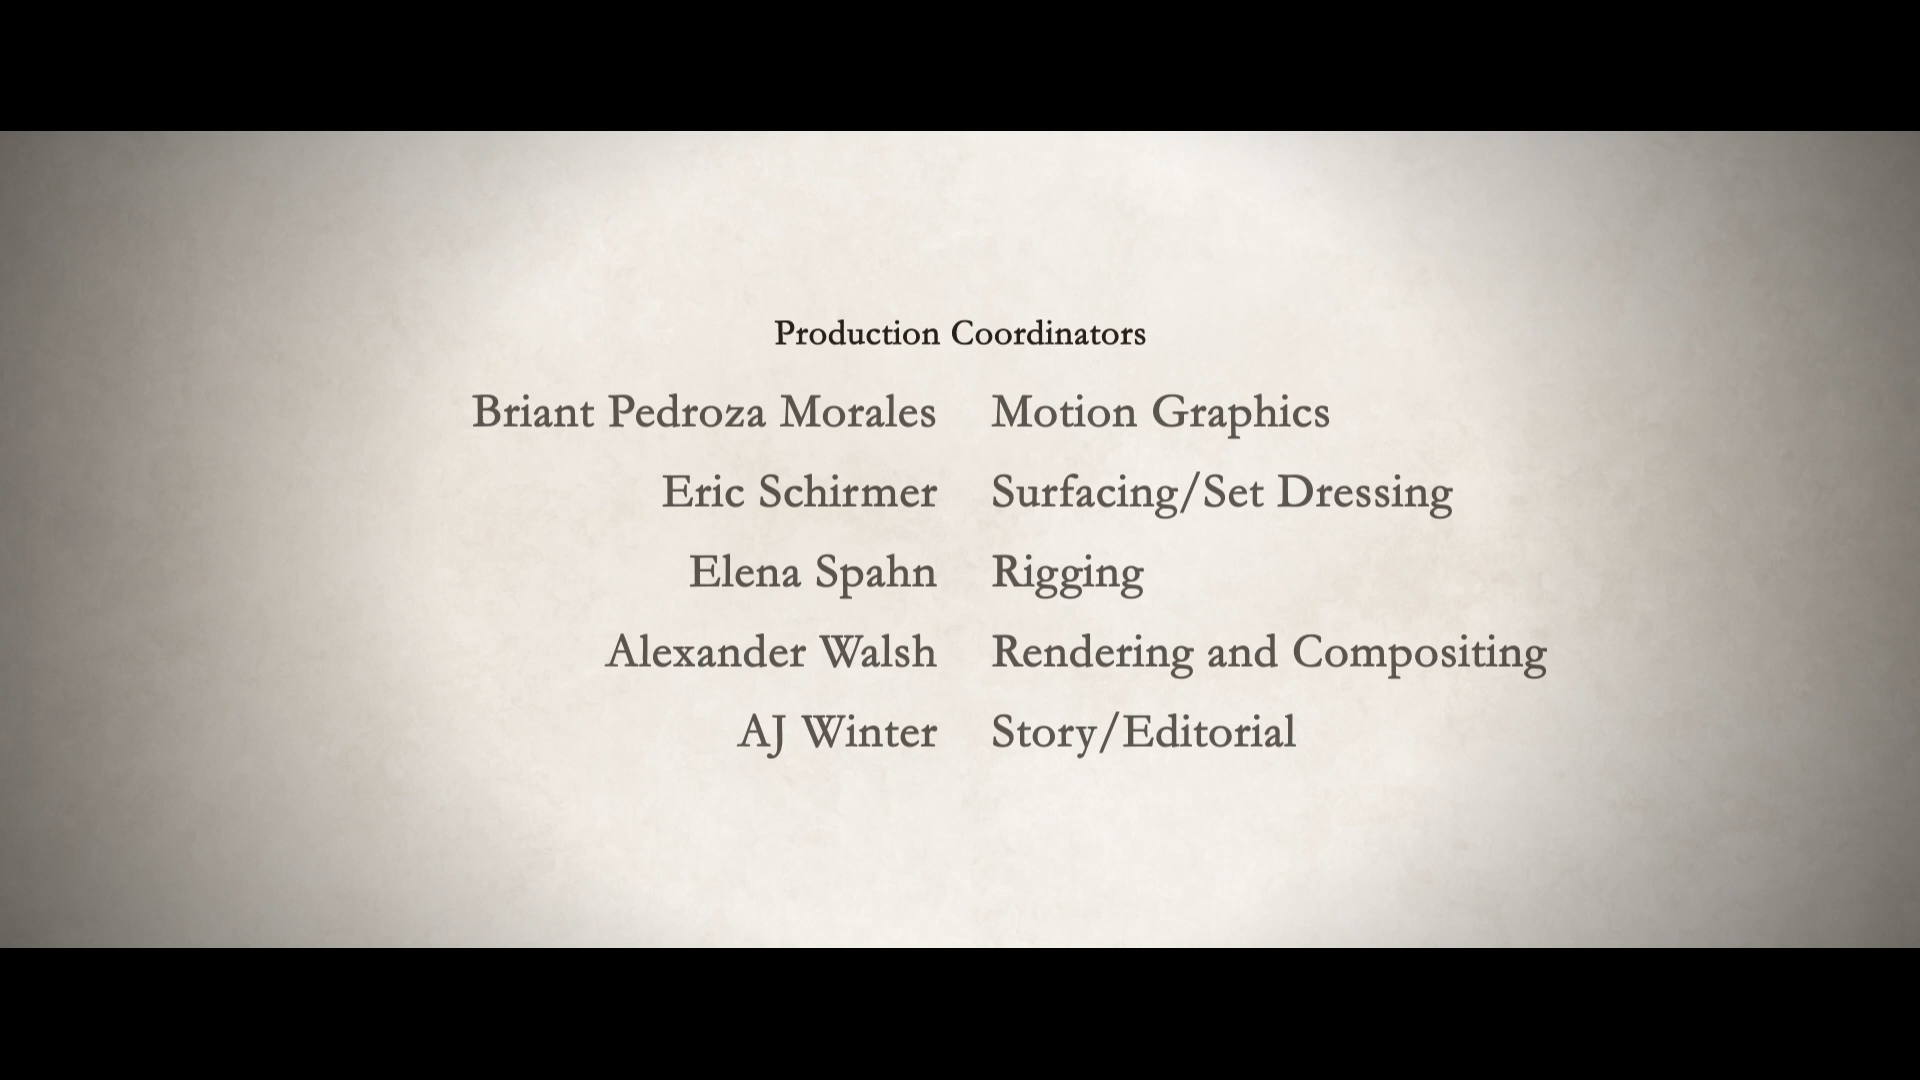 Production Coordinators
Briant Pedroza Morales Motion Graphics
Eric Schirmer Surfacing/Set Dressing
Elena Spahn Rigging
Alexander Walsh Rendering and Compositing
AJ Winter Story/Editorial